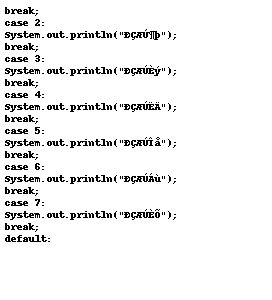 break;
case 2:
System.out.println("ÐÇÆÚ¶þ");
break;
case 3:
System.out.println("ÐÇÆÚÈý");
break;
case 4:
System.out.println("ÐÇÆÚËÄ");
break;
case 5:
System.out.println("ÐÇÆÚÎå");
break;
case 6:
System.out.println("ÐÇÆÚÁù");
break;
case 7:
System.out.println("ÐÇÆÚÈÕ");
break;
default: